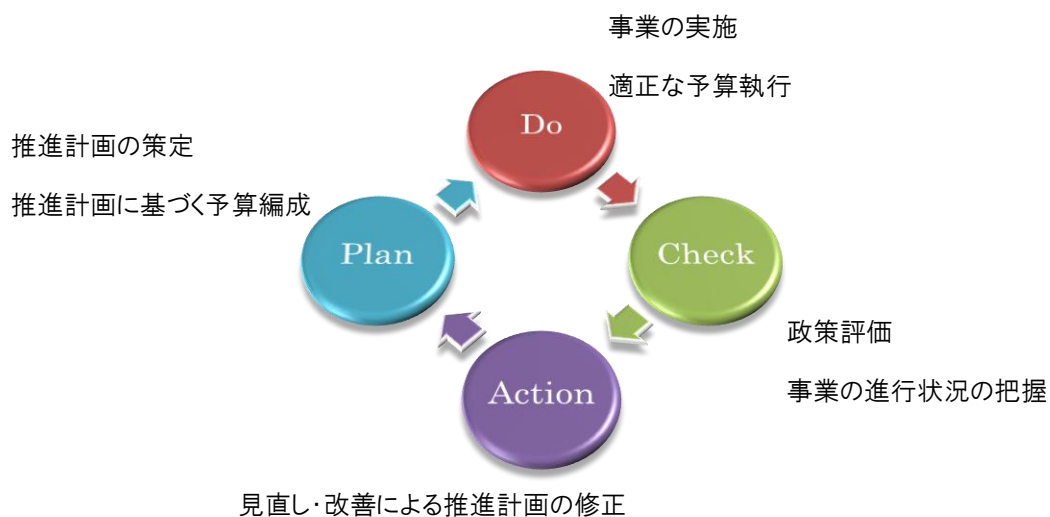 事業の実施
適正な予算執行
Do
推進計画の策定
推進計画に基づく予算編成
Plan
Check
政策評価
事業の進行状況の把握
Action
見直し・改善による推進計画の修正